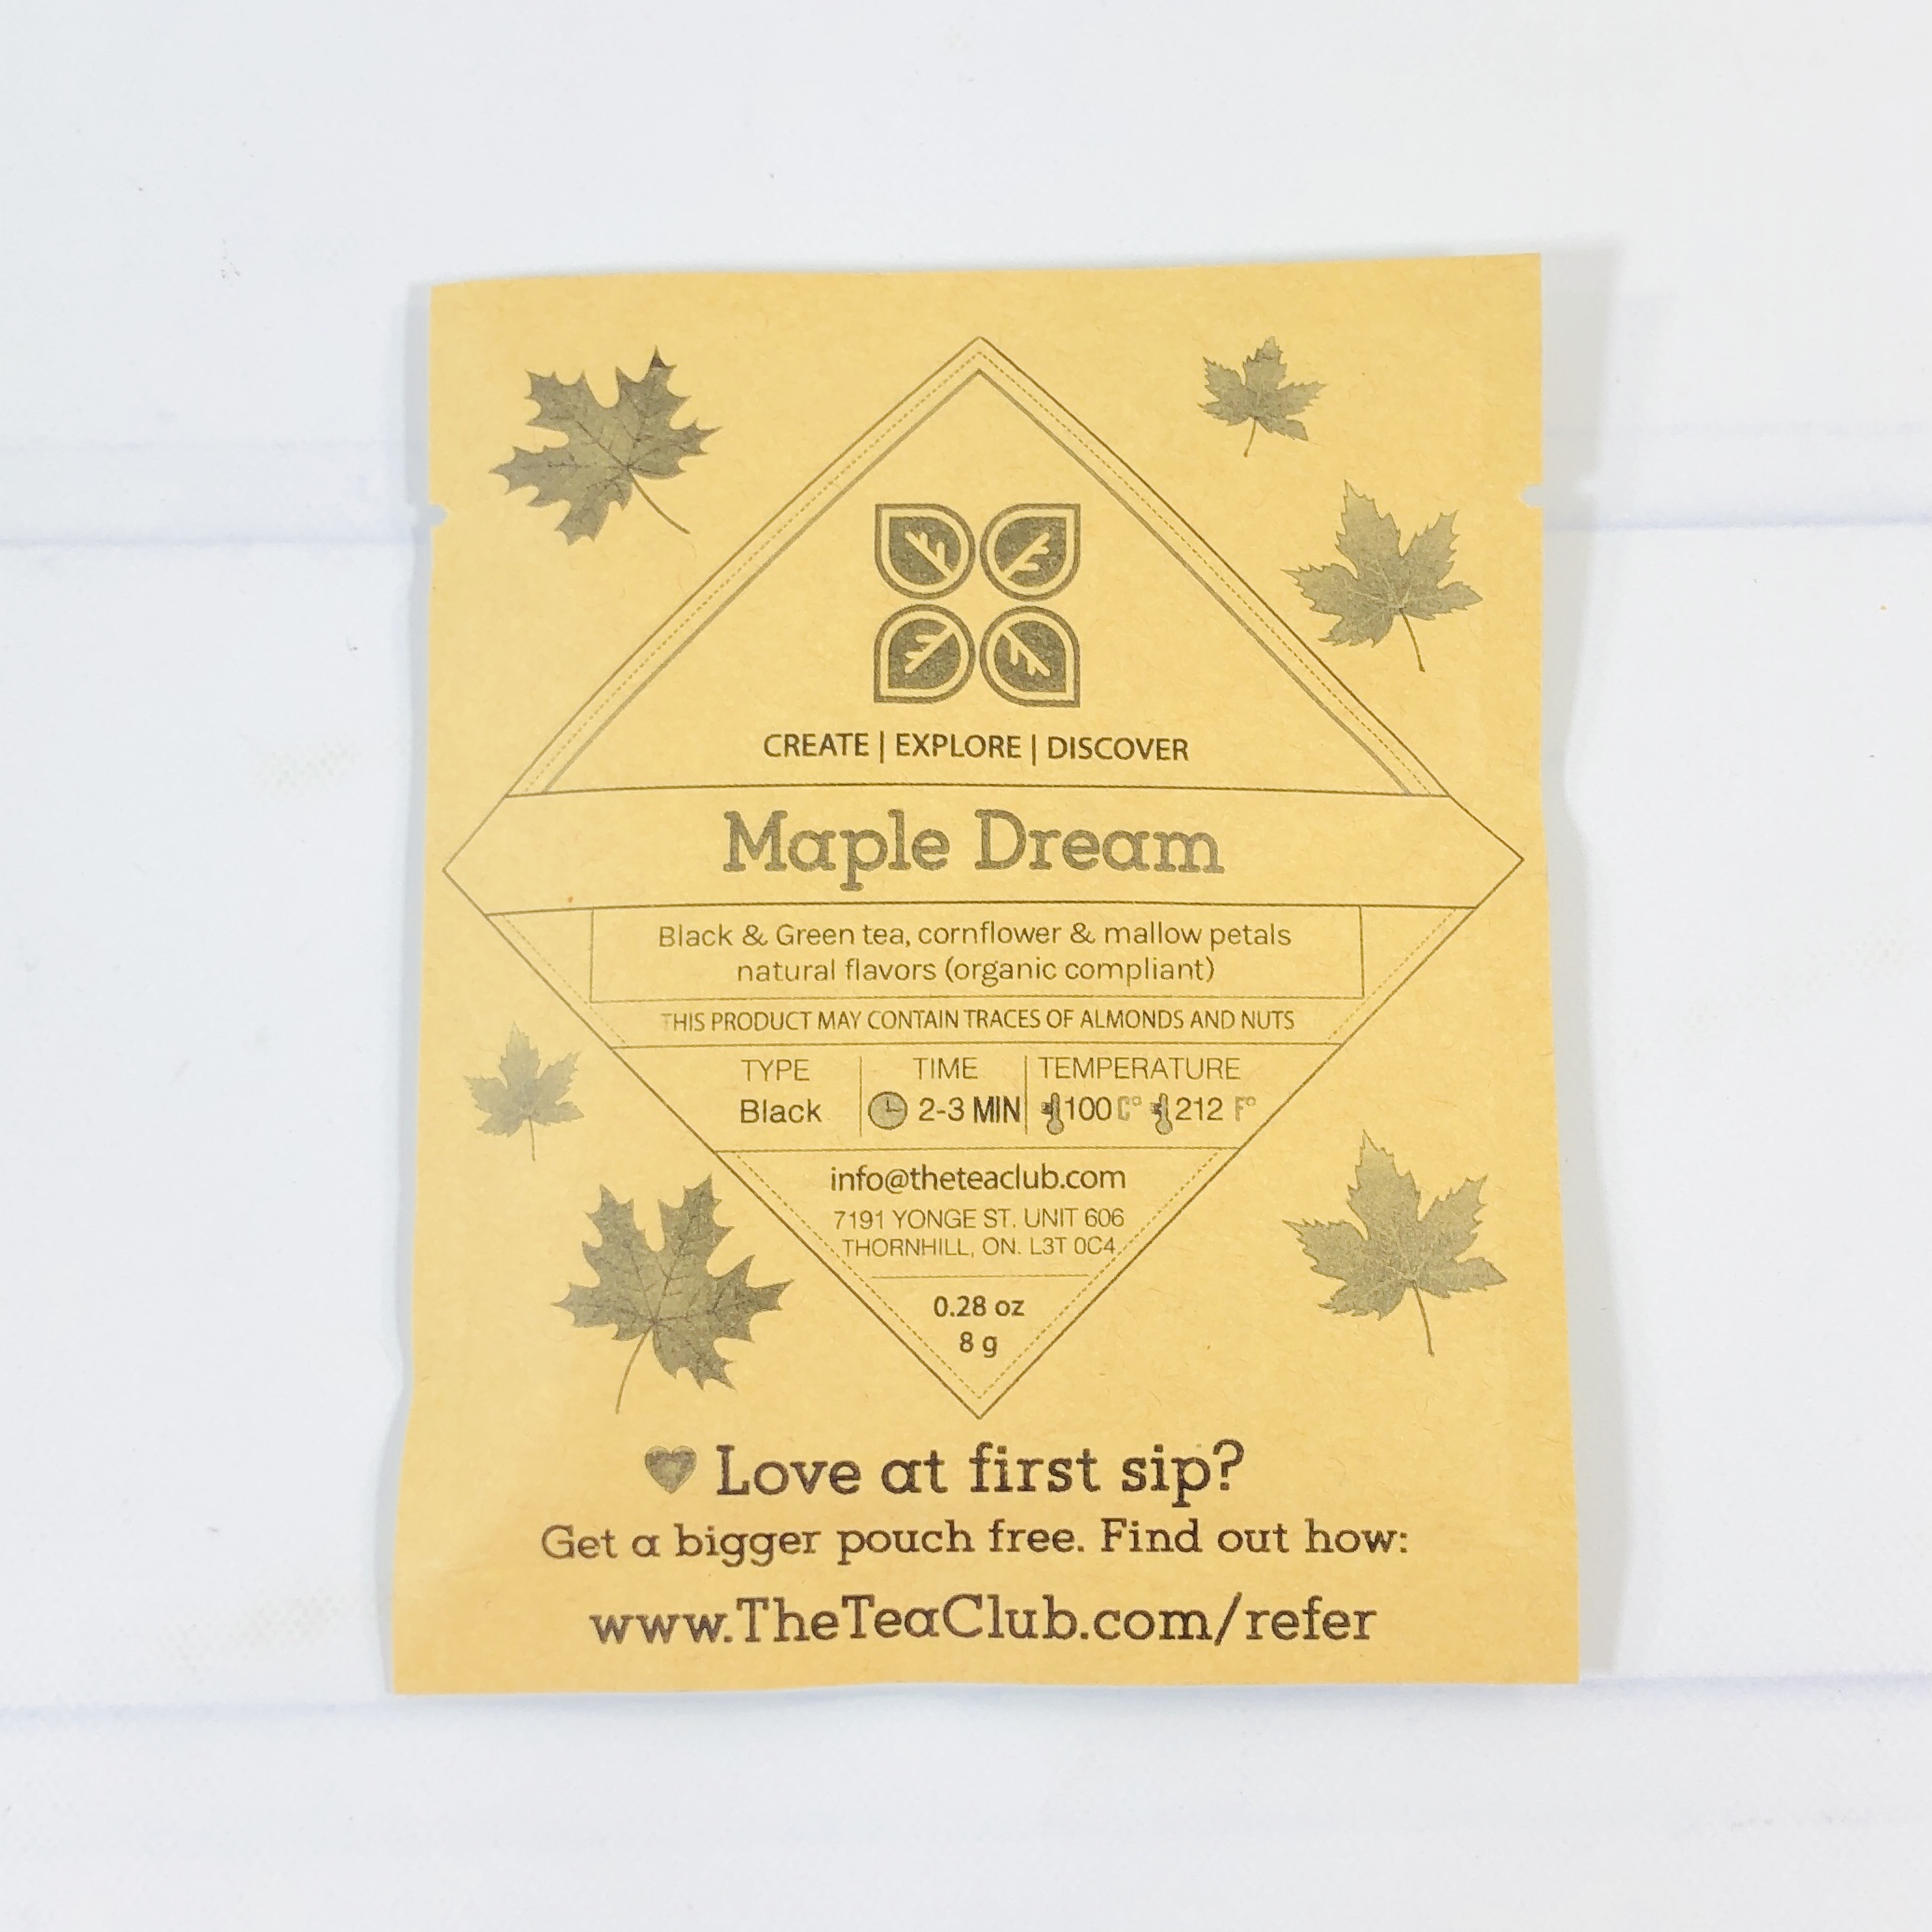 CREATE | EXPLORE | DISCOVER
Maple Dream
Black & Green tea, cornflower & mallow petals
natural flavors (organic compliant)
THIS PRODUCT MAY CONTAIN TRACES OF ALMONDS AND NUTS
TYPE TIME TEMPERATURE
Black 2-3 MIN 100 C° 212 F°
info@theteaclub.com
7191 YONGE ST. UNIT 606
THORNHILL, ON. L3T 0C4
0.28 oz
8 g
Love at first sip?
Get a bigger pouch free. Find out how:
www.TheTeaClub.com/refer